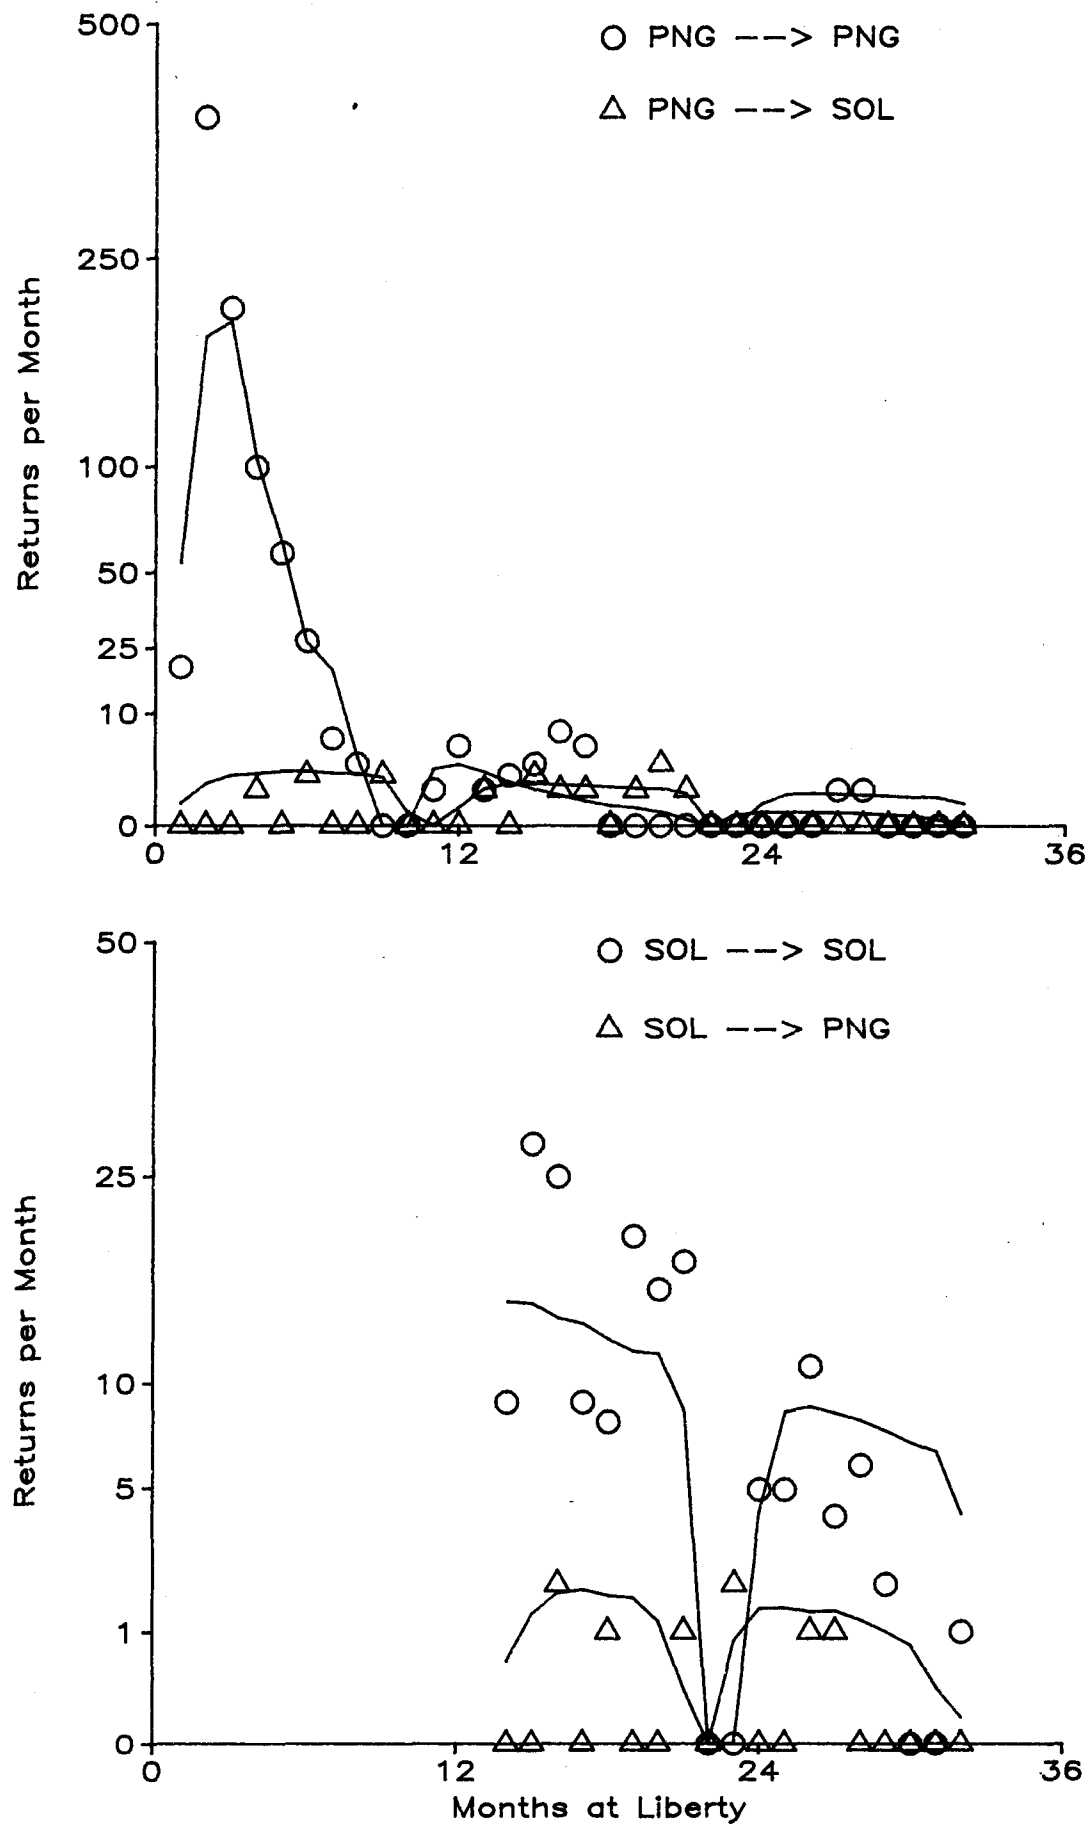 500
250
100
50
25
10
0
Returns per Month
○ PNG --> PNG
△ PNG --> SOL
0 12 24 36
50
25
10
5
1
0
Returns per Month
○ SOL --> SOL
△ SOL --> PNG
0 12 24 36
Months at Liberty